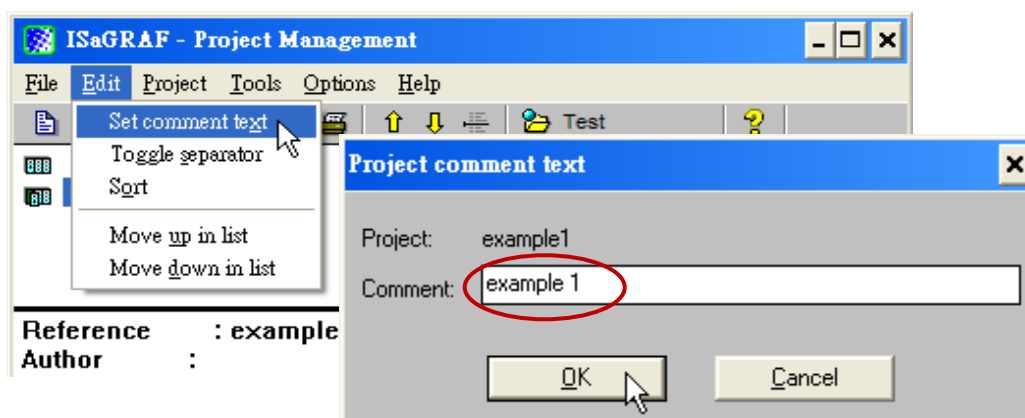 ISaGRAF - Project Management
File Edit Project Tools Options Help
Set comment text
Test
Toggle separator
Sort
Move up in list
Move down in list
Reference : example
Author :
Project comment text
Project: example1
Comment: example 1
OK Cancel